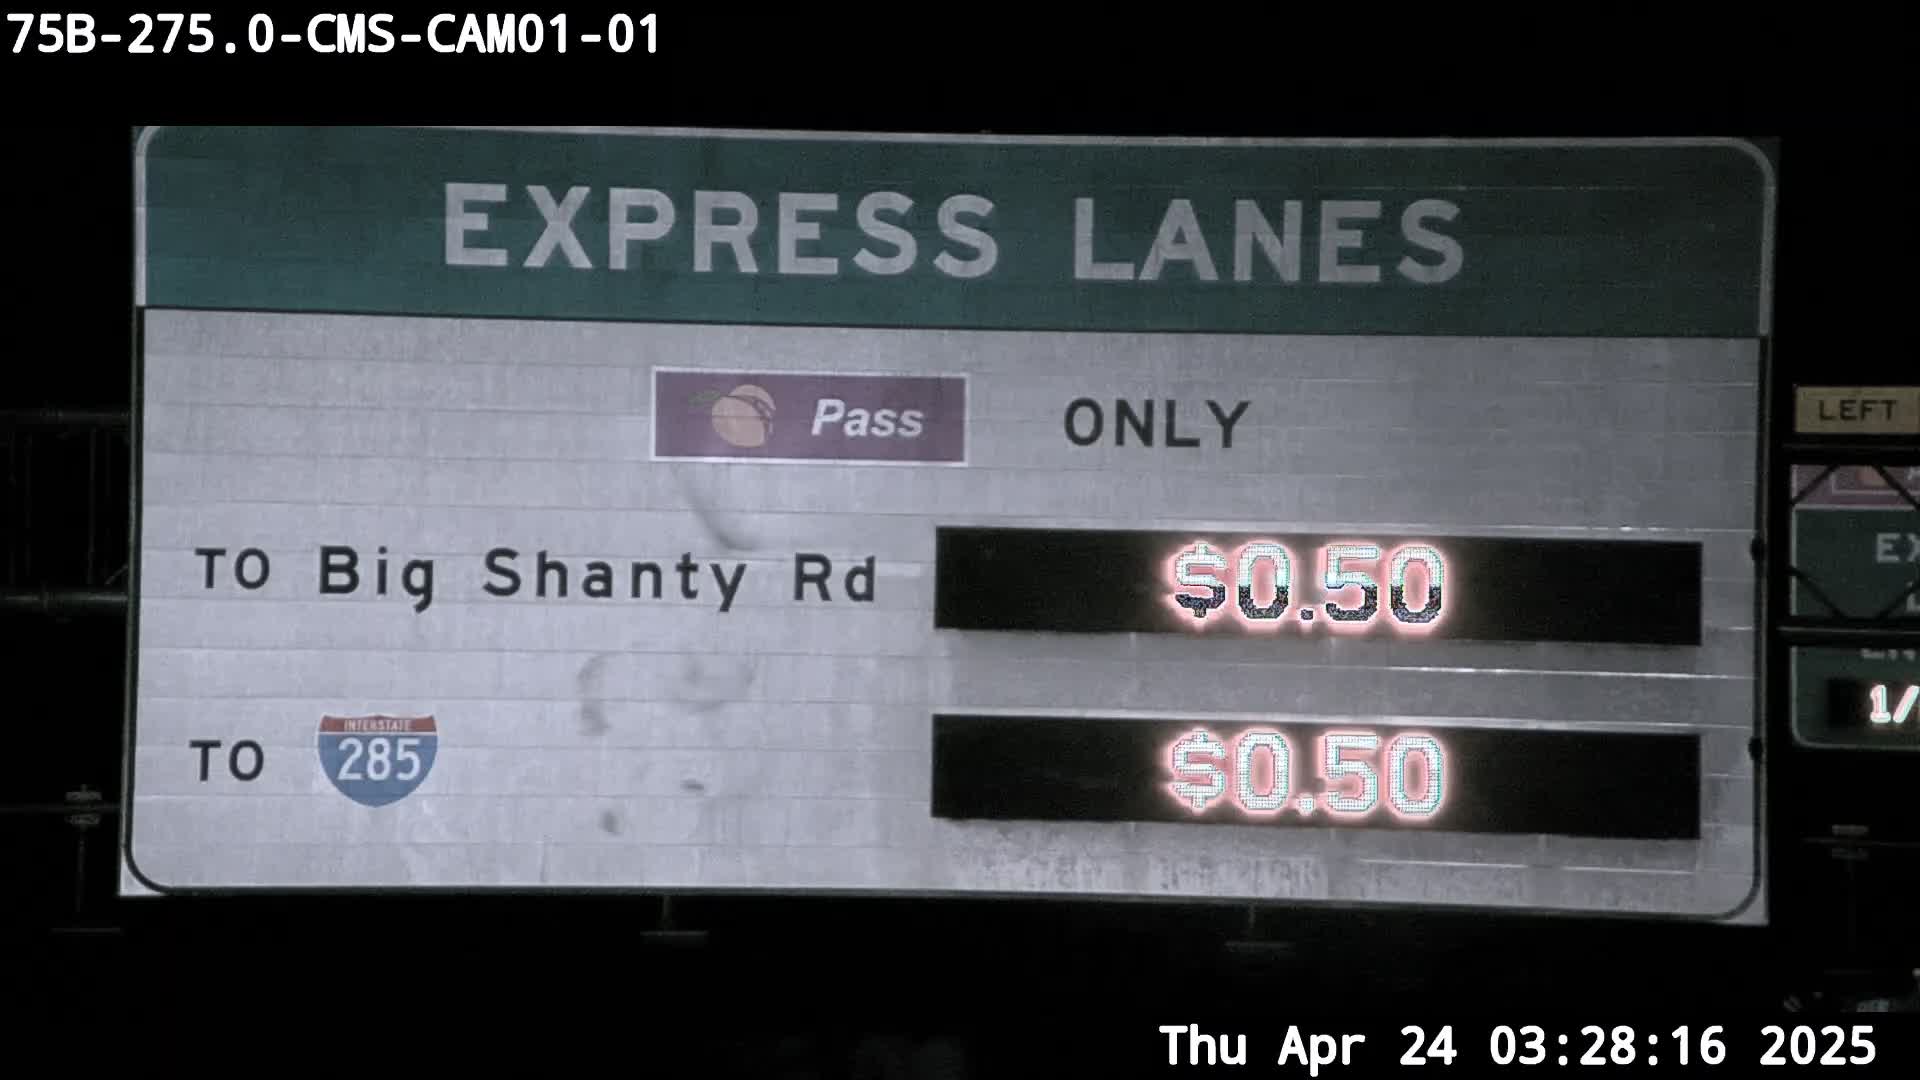 75B-275.0-CMS-CAM01-01
EXPRESS LANES
Pass ONLY
LEFT
TO Big Shanty Rd $0.50
TO INTERSTATE 285 $0.50
Thu Apr 24 03:28:16 2025